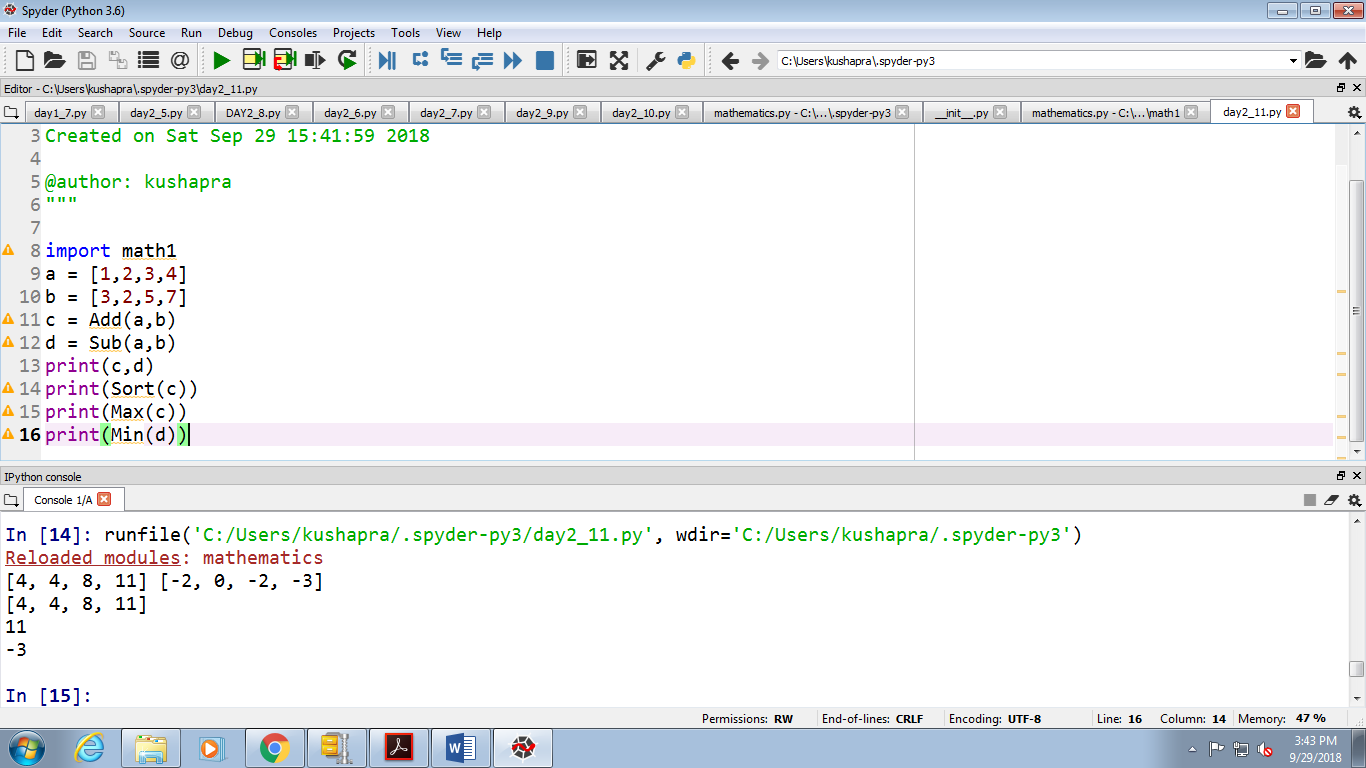 Spyder (Python 3.6)
File Edit Search Source Run Debug Consoles Projects Tools View Help
C:\Users\kushapra\.spyder-py3
Editor - C:\Users\kushapra\.spyder-py3\day2_11.py
day1_7.py day2_5.py DAY2_8.py day2_6.py day2_7.py day2_9.py day2_10.py mathematics.py - C:\...\.spyder-py3 __init__.py mathematics.py - C:\...\math1 day2_11.py
3 Created on Sat Sep 29 15:41:59 2018
4
5 @author: kushapra
6 """
7
8 import math1
9 a = [1,2,3,4]
10 b = [3,2,5,7]
11 c = Add(a,b)
12 d = Sub(a,b)
13 print(c,d)
14 print(Sort(c))
15 print(Max(c))
16 print(Min(d))
IPython console
Console 1/A
In [14]: runfile('C:/Users/kushapra/.spyder-py3/day2_11.py', wdir='C:/Users/kushapra/.spyder-py3')
Reloaded modules: mathematics
[4, 4, 8, 11] [-2, 0, -2, -3]
[4, 4, 8, 11]
11
-3
In [15]:
Permissions: RW End-of-lines: CRLF Encoding: UTF-8 Line: 16 Column: 14 Memory: 47 %
3:43 PM
9/29/2018